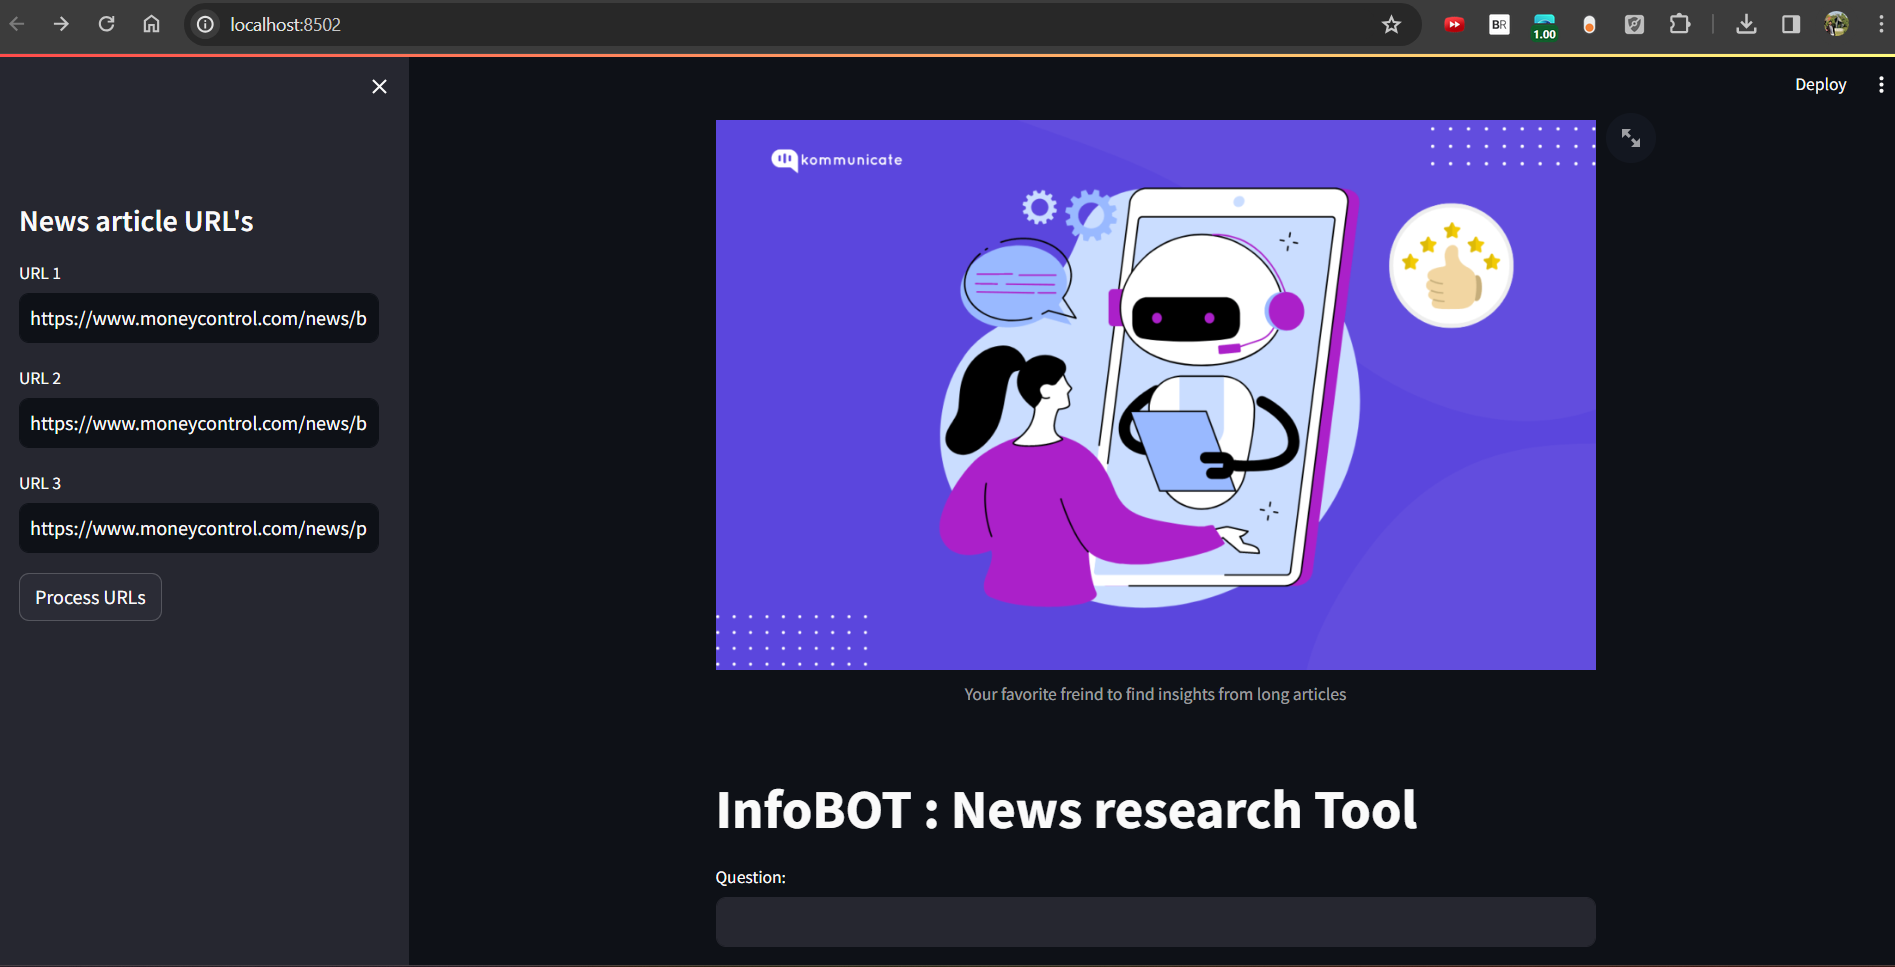 localhost:8502
BR
1.00
Deploy
News article URL's
URL 1
https://www.moneycontrol.com/news/b
URL 2
https://www.moneycontrol.com/news/b
URL 3
https://www.moneycontrol.com/news/p
Process URLs
kommunicate
Your favorite freind to find insights from long articles
InfoBOT : News research Tool
Question: